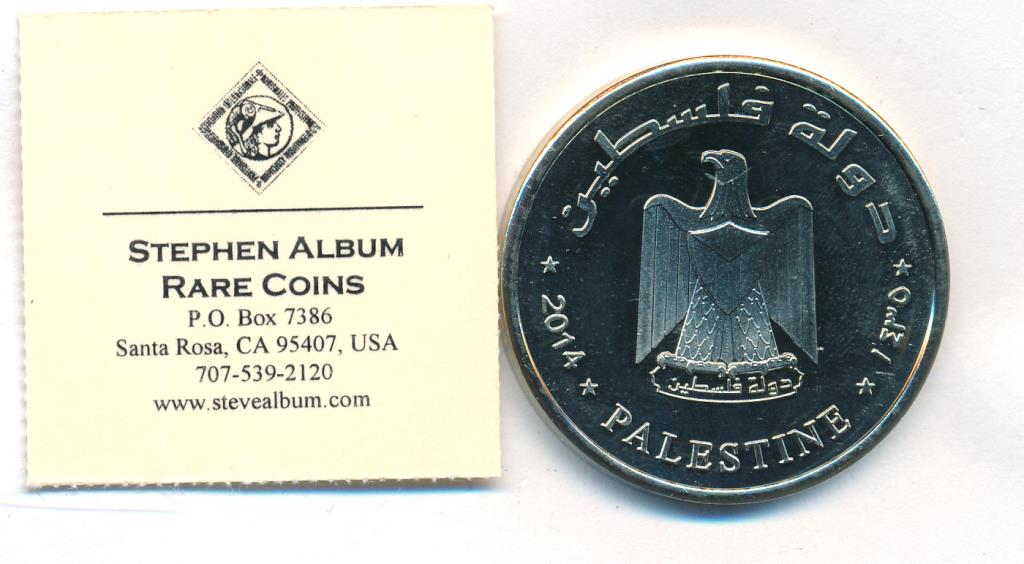 STEPHEN ALBUM
RARE COINS
P.O. Box 7386
Santa Rosa, CA 95407, USA
707-539-2120
www.stevealbum.com
دولة فلسطين
2014
١٤٣٥
دولة فلسطين
PALESTINE